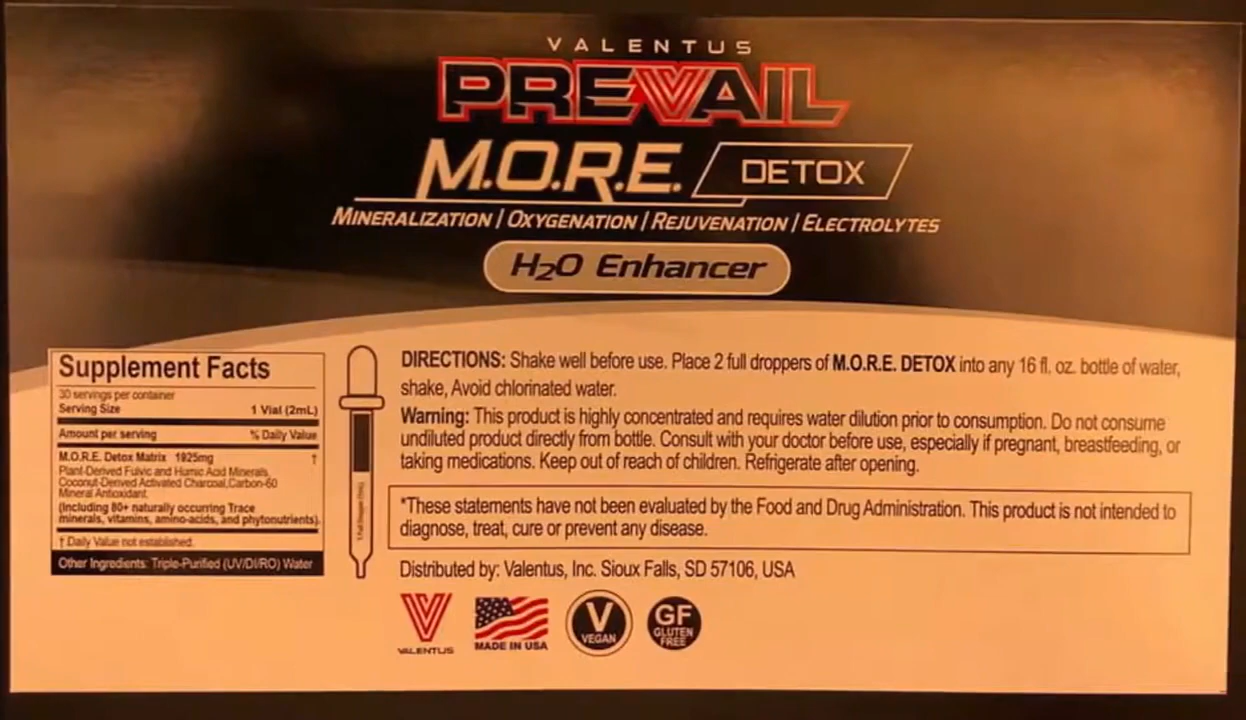 VALENTUS
PREVAIL
M.O.R.E. DETOX
MINERALIZATION / OXYGENATION / REJUVENATION / ELECTROLYTES
H2O Enhancer
Supplement Facts
30 servings per container
Serving Size 1 Vial (2mL)
Amount per serving % Daily Value
M.O.R.E. Detox Matrix 1925mg †
Plant-Derived Fulvic and Humic Acid Minerals,
Coconut-Derived Activated Charcoal,Carbon-60
Mineral Antioxidant.
(Including 80+ naturally occurring Trace
minerals, vitamins, amino-acids, and phytonutrients).
† Daily Value not established.
Other Ingredients: Triple-Purified (UV/DI/RO) Water
DIRECTIONS: Shake well before use. Place 2 full droppers of M.O.R.E. DETOX into any 16 fl. oz. bottle of water,
shake, Avoid chlorinated water.
Warning: This product is highly concentrated and requires water dilution prior to consumption. Do not consume
undiluted product directly from bottle. Consult with your doctor before use, especially if pregnant, breastfeeding, or
taking medications. Keep out of reach of children. Refrigerate after opening.
*These statements have not been evaluated by the Food and Drug Administration. This product is not intended to
diagnose, treat, cure or prevent any disease.
Distributed by: Valentus, Inc. Sioux Falls, SD 57106, USA
VALENTUS
MADE IN USA
V
VEGAN
GF
GLUTEN
FREE